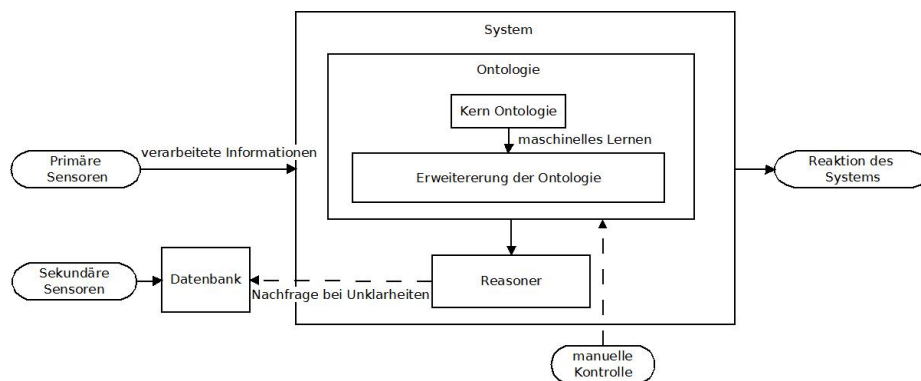 System
Ontologie
Kern Ontologie
maschinelles Lernen
verarbeitete Informationen
Primäre
Sensoren
Erweitererung der Ontologie
Reaktion des
Systems
Sekundäre
Sensoren
Datenbank
Nachfrage bei Unklarheiten
Reasoner
manuelle
Kontrolle